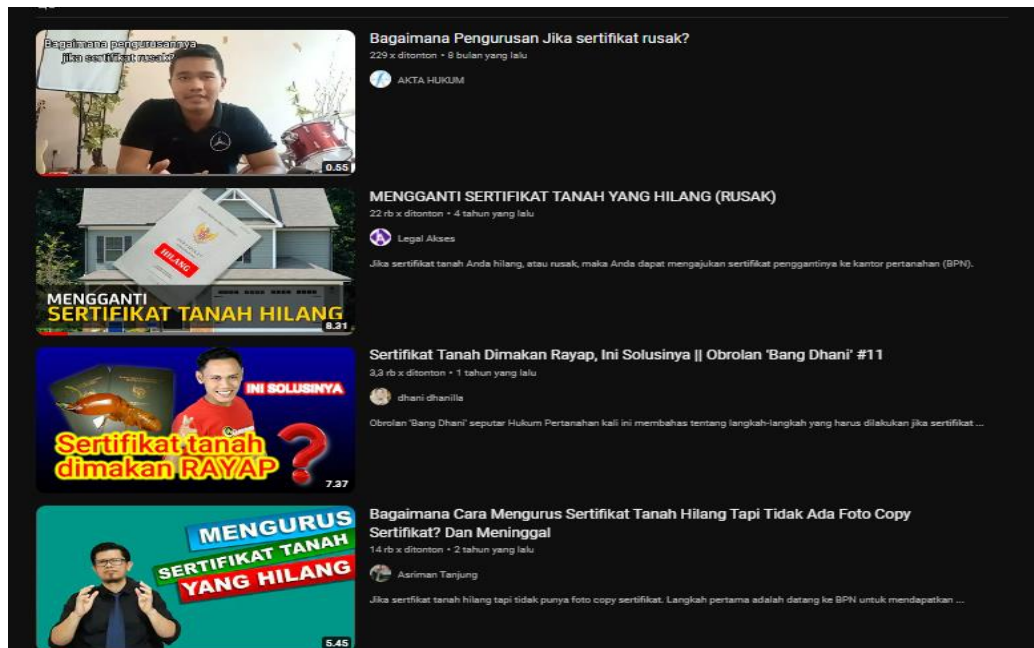 Bagaimana pengurusannya
jika sertifikat rusak?
0.55
Bagaimana Pengurusan Jika sertifikat rusak?
229 x ditonton • 8 bulan yang lalu
AKTA HUKUM
HILANG
MENGGANTI
SERTIFIKAT TANAH HILANG
8.31
MENGGANTI SERTIFIKAT TANAH YANG HILANG (RUSAK)
22 rb x ditonton • 4 tahun yang lalu
Legal Akses
Jika sertifikat tanah Anda hilang, atau rusak, maka Anda dapat mengajukan sertifikat penggantinya ke kantor pertanahan (BPN).
INI SOLUSINYA
Sertifikat tanah
dimakan RAYAP
?
7.37
Sertifikat Tanah Dimakan Rayap, Ini Solusinya || Obrolan 'Bang Dhani' #11
3,3 rb x ditonton • 1 tahun yang lalu
dhani dhanilla
Obrolan 'Bang Dhani' seputar Hukum Pertanahan kali ini membahas tentang langkah-langkah yang harus dilakukan jika sertifikat ...
MENGURUS
SERTIFIKAT TANAH
YANG HILANG
5.45
Bagaimana Cara Mengurus Sertifikat Tanah Hilang Tapi Tidak Ada Foto Copy
Sertifikat? Dan Meninggal
14 rb x ditonton • 2 tahun yang lalu
Asriman Tanjung
Jika sertfikat tanah hilang tapi tidak punya foto copy sertifikat. Langkah pertama adalah datang ke BPN untuk mendapatkan ...